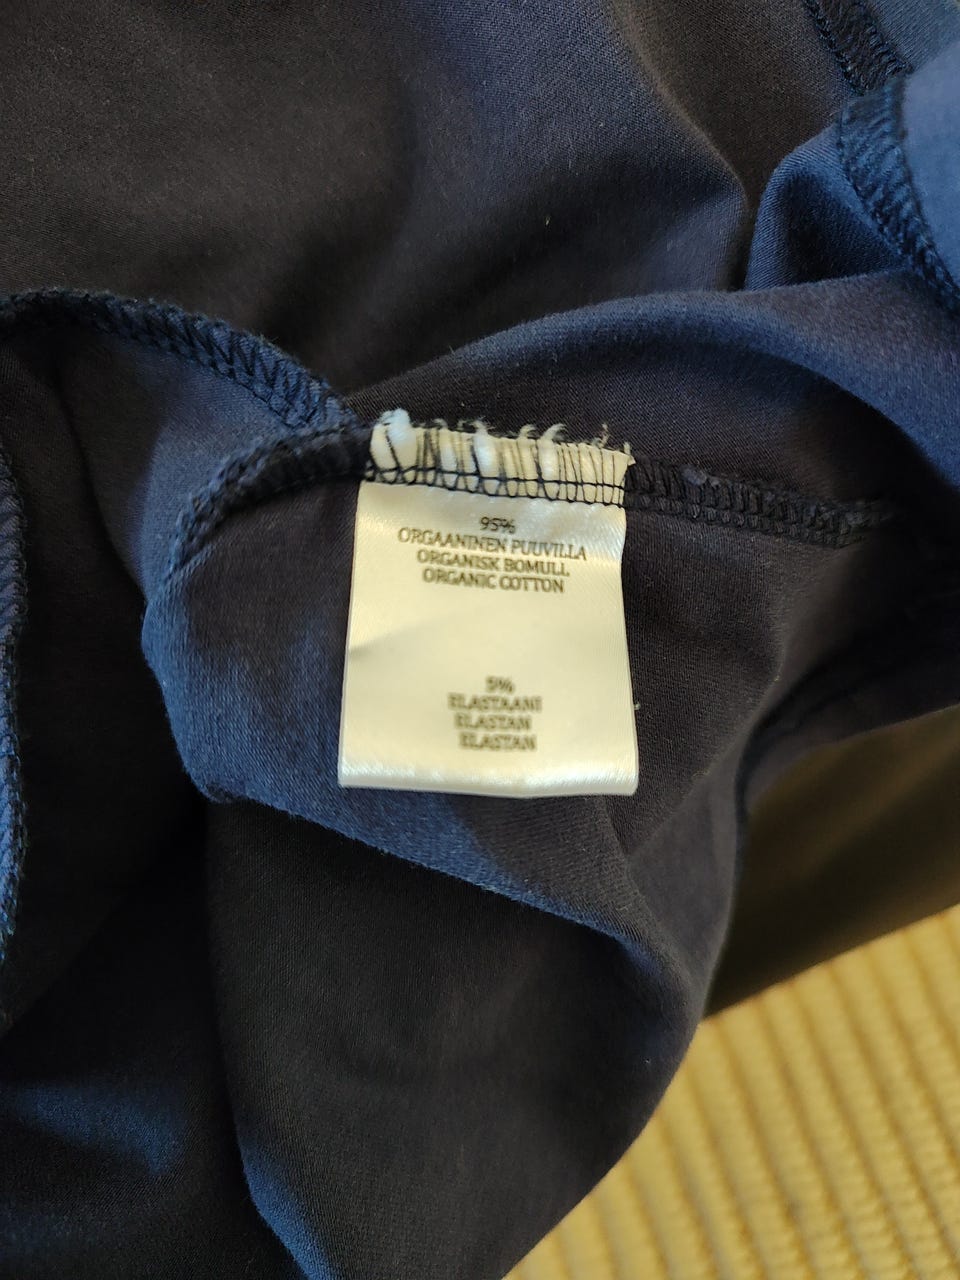 95%
ORGAANINEN PUUVILLA
ORGANISK BOMULL
ORGANIC COTTON
5%
ELASTAANI
ELASTAN
ELASTAN